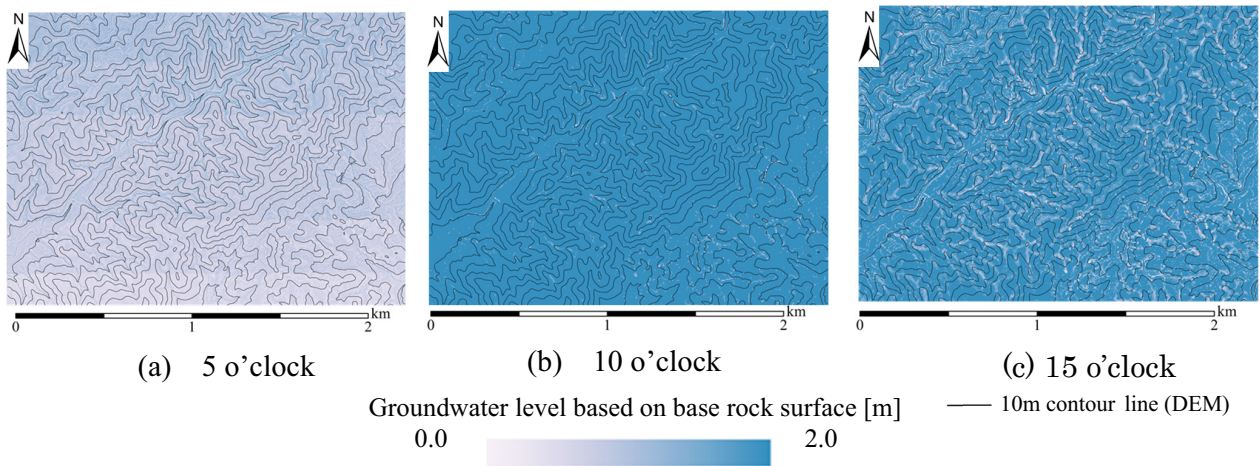 N
N
N
km
0 1 2
km
0 1 2
km
0 1 2
(a) 5 o'clock
(b) 10 o'clock
(c) 15 o'clock
Groundwater level based on base rock surface [m]
10m contour line (DEM)
0.0 2.0